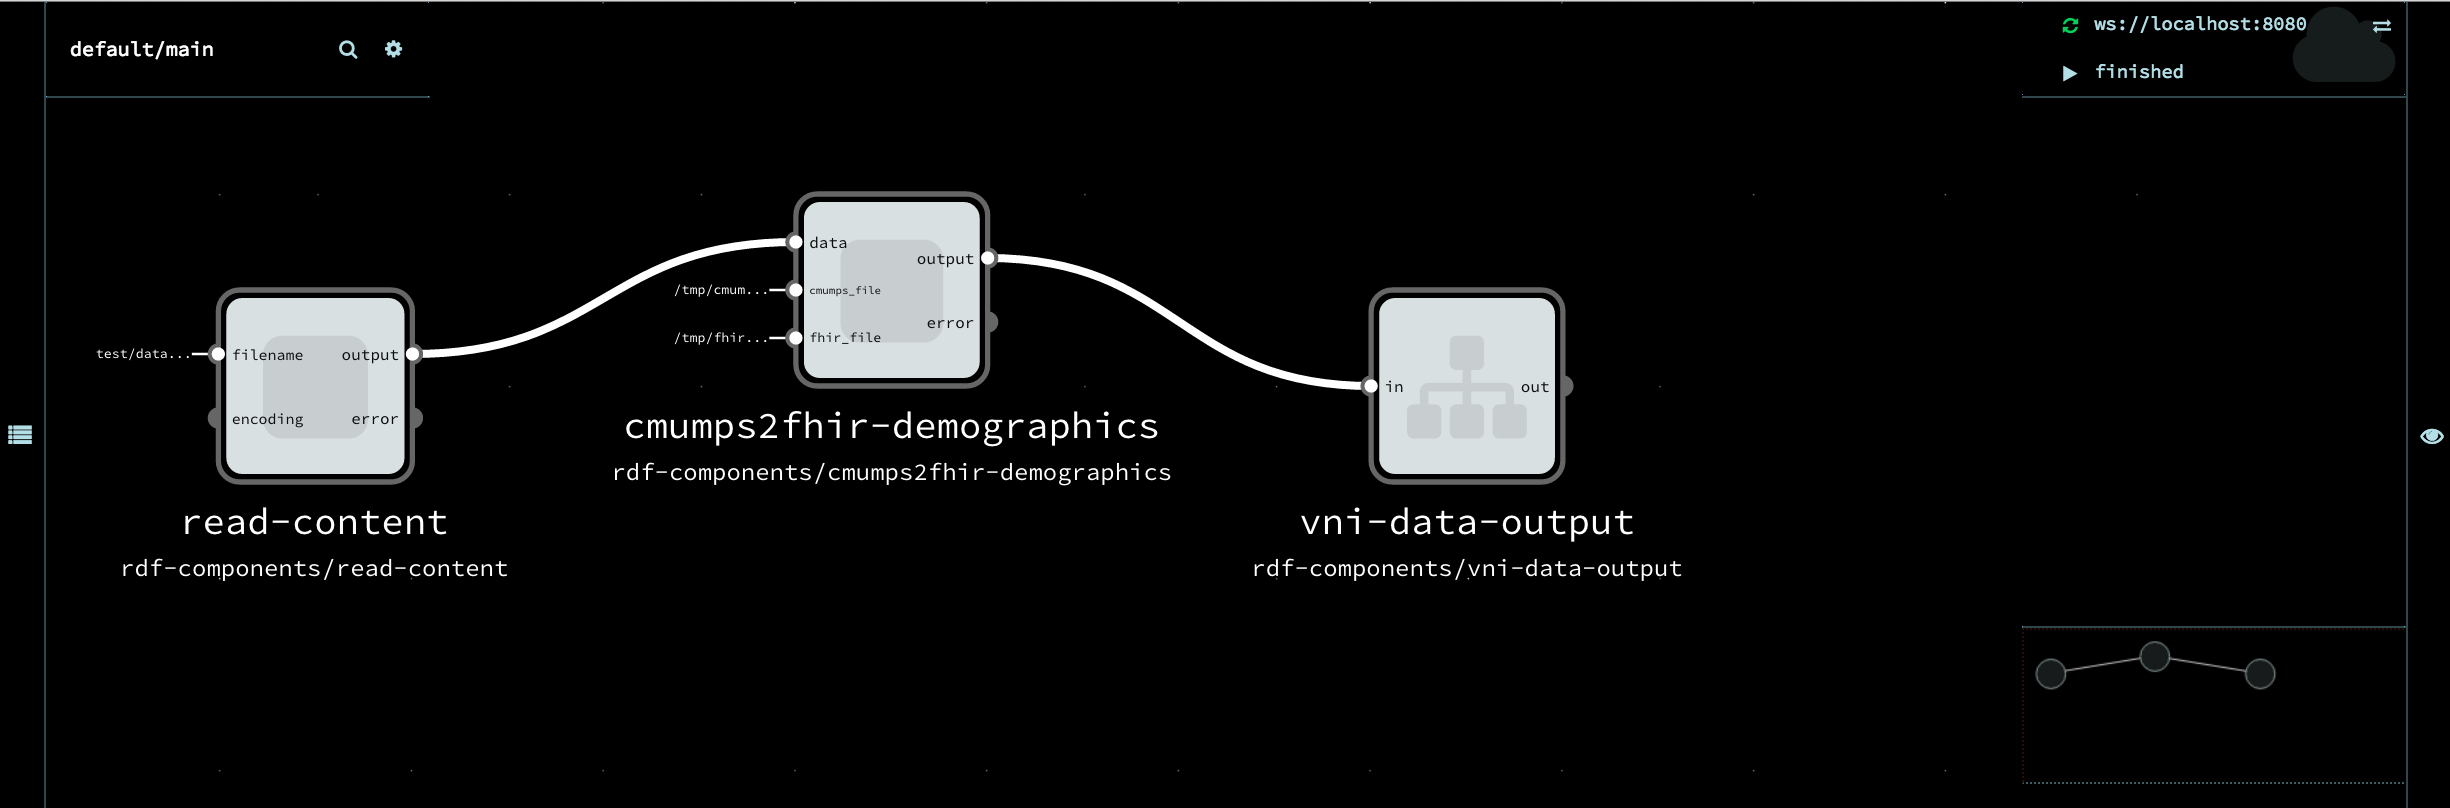 default/main
ws://localhost:8080
finished
test/data...
filename
output
encoding
error
read-content
rdf-components/read-content
data
/tmp/cmum...
cmumps_file
/tmp/fhir...
fhir_file
output
error
cmumps2fhir-demographics
rdf-components/cmumps2fhir-demographics
in
out
vni-data-output
rdf-components/vni-data-output